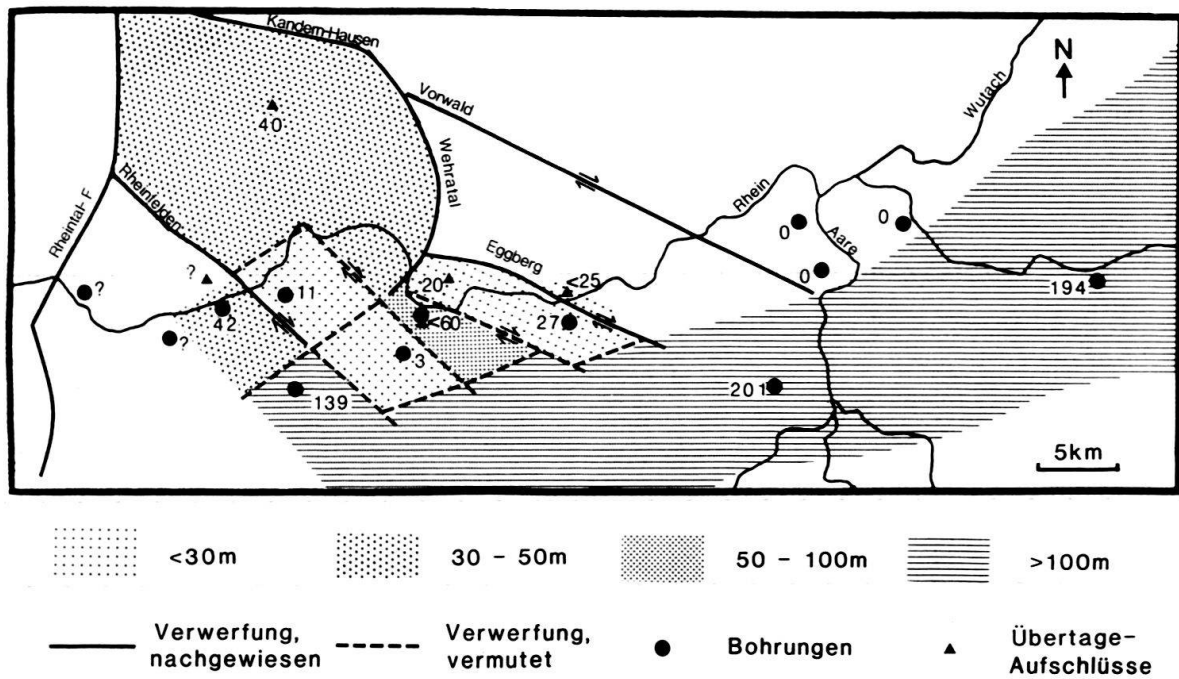 Kandern-Hausen
N
Wutach
Vorwald
40
Wehratal
Rheintal-F
Rheinfelden
Rhein
0
0
Aare
Eggberg
?
20
<25
0
?
11
194
42
<60
27
?
3
139
201
5km
<30m
30 - 50m
50 - 100m
>100m
Verwerfung, nachgewiesen
Verwerfung, vermutet
Bohrungen
Übertage-Aufschlüsse